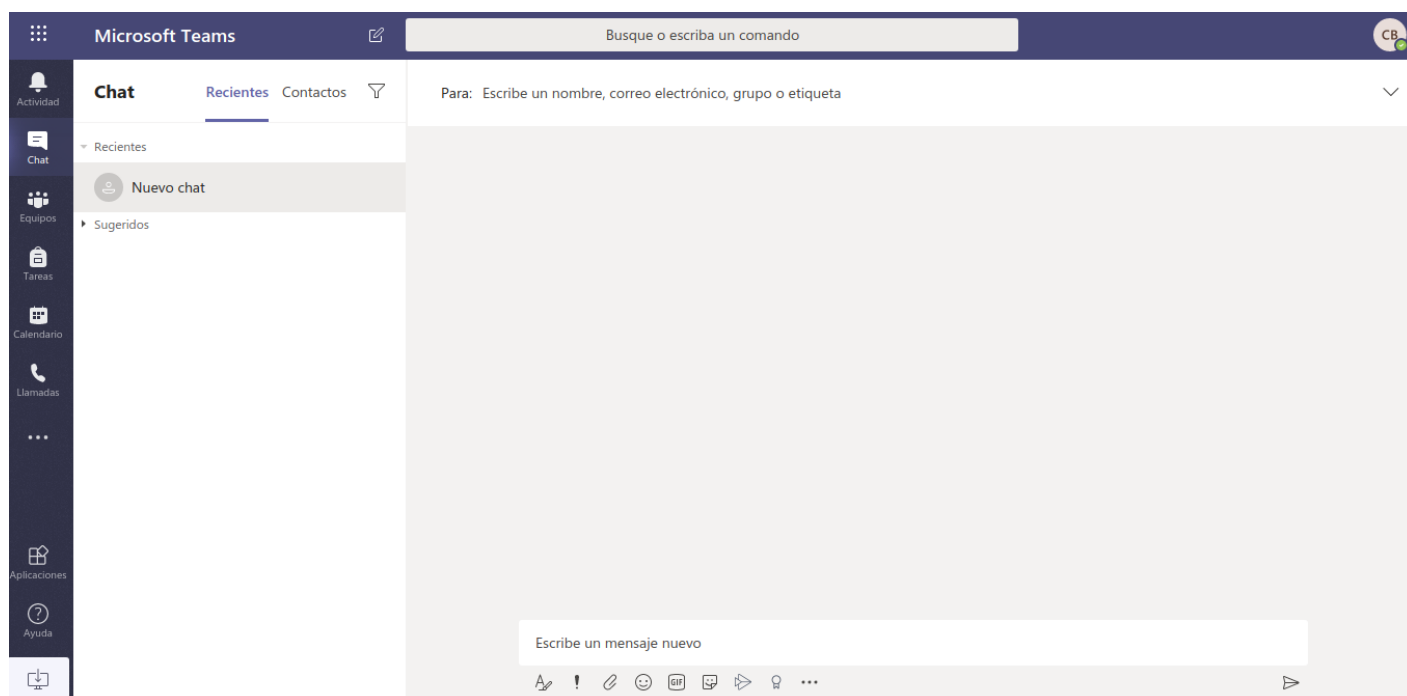 Microsoft Teams
Busque o escriba un comando
CB
Actividad
Chat
Equipos
Tareas
Calendario
Llamadas
Aplicaciones
Ayuda
Chat
Recientes
Contactos
Recientes
Nuevo chat
Sugeridos
Para: Escribe un nombre, correo electrónico, grupo o etiqueta
Escribe un mensaje nuevo
GIF